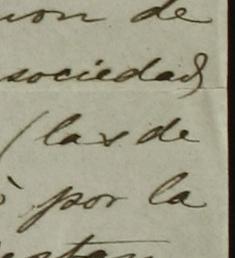 de
sociedad
(las de
ó por la